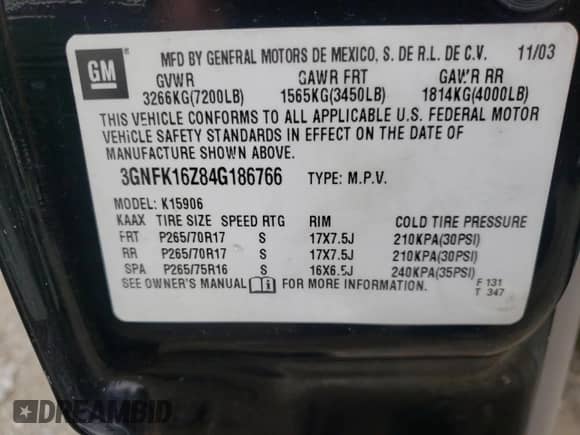 GM
MFD BY GENERAL MOTORS DE MEXICO, S. DE R.L. DE C.V. 11/03
GVWR GAWR FRT GAWR RR
3266KG(7200LB) 1565KG(3450LB) 1814KG(4000LB)
THIS VEHICLE CONFORMS TO ALL APPLICABLE U.S. FEDERAL MOTOR
VEHICLE SAFETY STANDARDS IN EFFECT ON THE DATE OF
MANUFACTURE SHOWN ABOVE.
3GNFK16Z84G186766 TYPE: M.P.V.
MODEL: K15906
KAAX TIRE SIZE SPEED RTG RIM COLD TIRE PRESSURE
FRT P265/70R17 S 17X7.5J 210KPA(30PSI)
RR P265/70R17 S 17X7.5J 210KPA(30PSI)
SPA P265/75R16 S 16X6.5J 240KPA(35PSI)
SEE OWNER'S MANUAL FOR MORE INFORMATION. F 131
T 347
DREAMBID